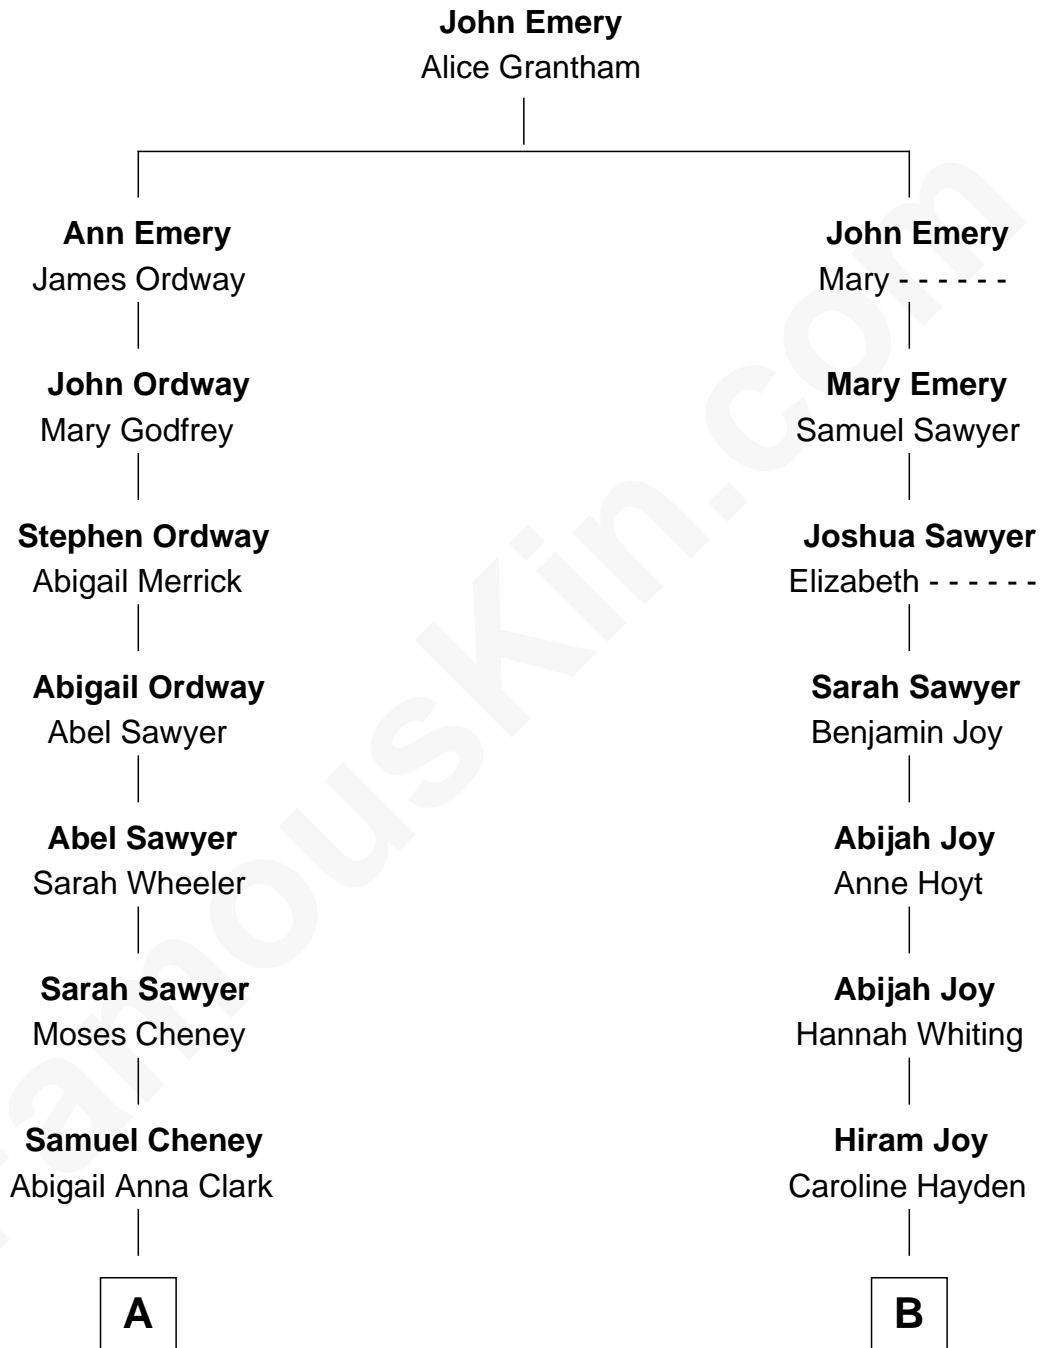 John Emery
Alice Grantham
Ann Emery
James Ordway
John Ordway
Mary Godfrey
Stephen Ordway
Abigail Merrick
Abigail Ordway
Abel Sawyer
Abel Sawyer
Sarah Wheeler
Sarah Sawyer
Moses Cheney
Samuel Cheney
Abigail Anna Clark
A
John Emery
Mary - - - - - -
Mary Emery
Samuel Sawyer
Joshua Sawyer
Elizabeth - - - - - -
Sarah Sawyer
Benjamin Joy
Abijah Joy
Anne Hoyt
Abijah Joy
Hannah Whiting
Hiram Joy
Caroline Hayden
B
FamousKin.com